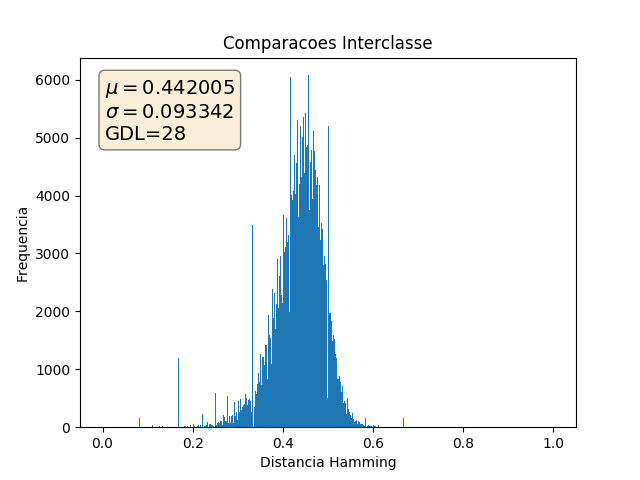 Comparacoes Interclasse
μ = 0.442005
σ = 0.093342
GDL=28
Frequencia
6000
5000
4000
3000
2000
1000
0
0.0 0.2 0.4 0.6 0.8 1.0
Distancia Hamming